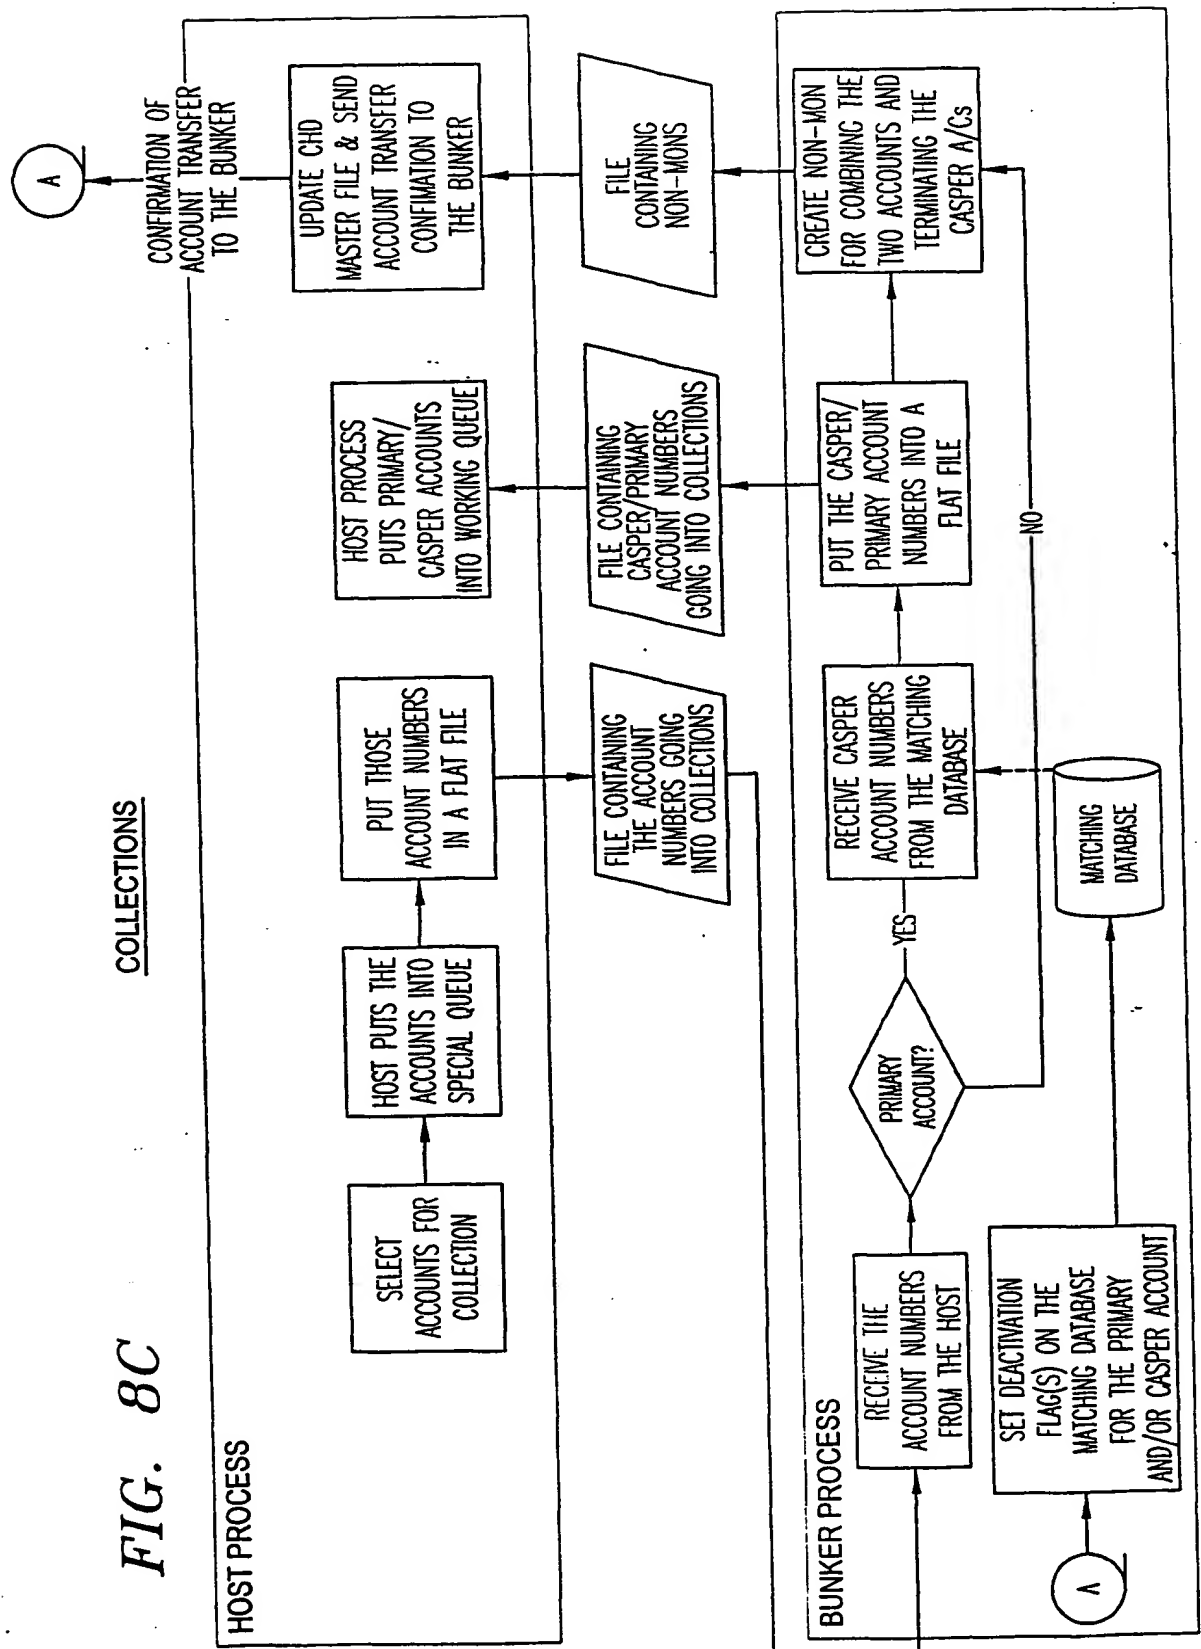 FIG. 8C
COLLECTIONS
HOST PROCESS
SELECT
ACCOUNTS FOR
COLLECTION
HOST PUTS THE
ACCOUNTS INTO
SPECIAL QUEUE
PUT THOSE
ACCOUNT NUMBERS
IN A FLAT FILE
HOST PROCESS
PUTS PRIMARY/
CASPER ACCOUNTS
INTO WORKING QUEUE
UPDATE CHD
MASTER FILE & SEND
ACCOUNT TRANSFER
CONFIMATION TO
THE BUNKER
CONFIRMATION OF
ACCOUNT TRANSFER
TO THE BUNKER
A
FILE CONTAINING
THE ACCOUNT
NUMBERS GOING
INTO COLLECTIONS
FILE CONTAINING
CASPER/PRIMARY
ACCOUNT NUMBERS
GOING INTO COLLECTIONS
FILE
CONTAINING
NON-MONS
BUNKER PROCESS
RECEIVE THE
ACCOUNT NUMBERS
FROM THE HOST
PRIMARY
ACCOUNT?
YES
RECEIVE CASPER
ACCOUNT NUMBERS
FROM THE MATCHING
DATABASE
PUT THE CASPER/
PRIMARY ACCOUNT
NUMBERS INTO A
FLAT FILE
CREATE NON-MON
FOR COMBINING THE
TWO ACCOUNTS AND
TERMINATING THE
CASPER A/Cs
NO
A
SET DEACTIVATION
FLAG(S) ON THE
MATCHING DATABASE
FOR THE PRIMARY
AND/OR CASPER ACCOUNT
MATCHING
DATABASE